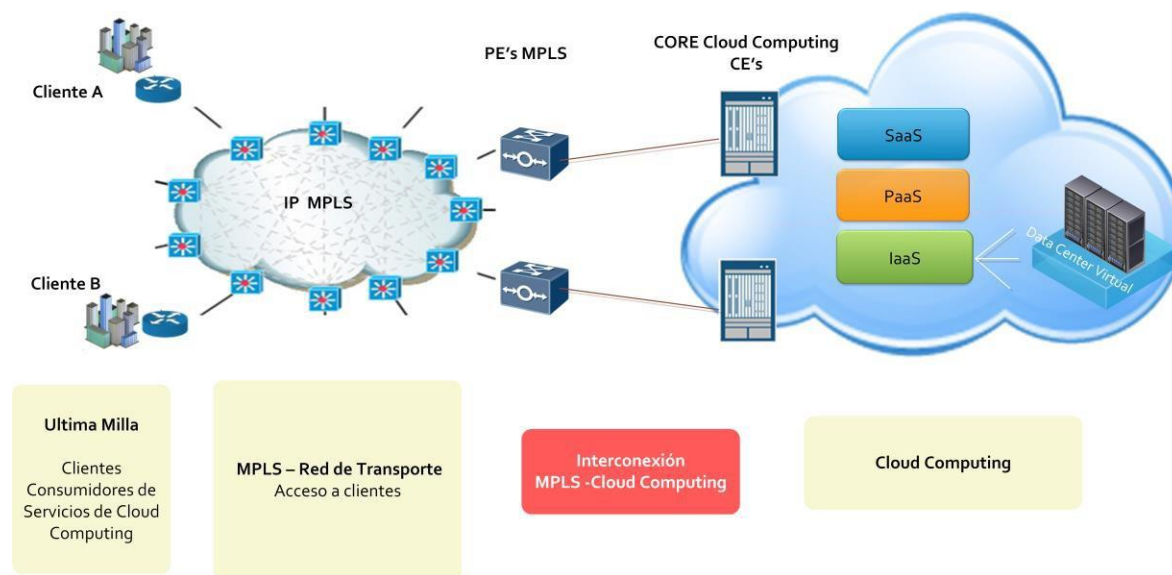 CORE Cloud Computing
CE's
PE's MPLS
Cliente A
SaaS
IP MPLS
PaaS
IaaS
Data Center Virtual
Cliente B
Ultima Milla
Clientes
Consumidores de
Servicios de Cloud
Computing
MPLS – Red de Transporte
Acceso a clientes
Interconexión
MPLS -Cloud Computing
Cloud Computing